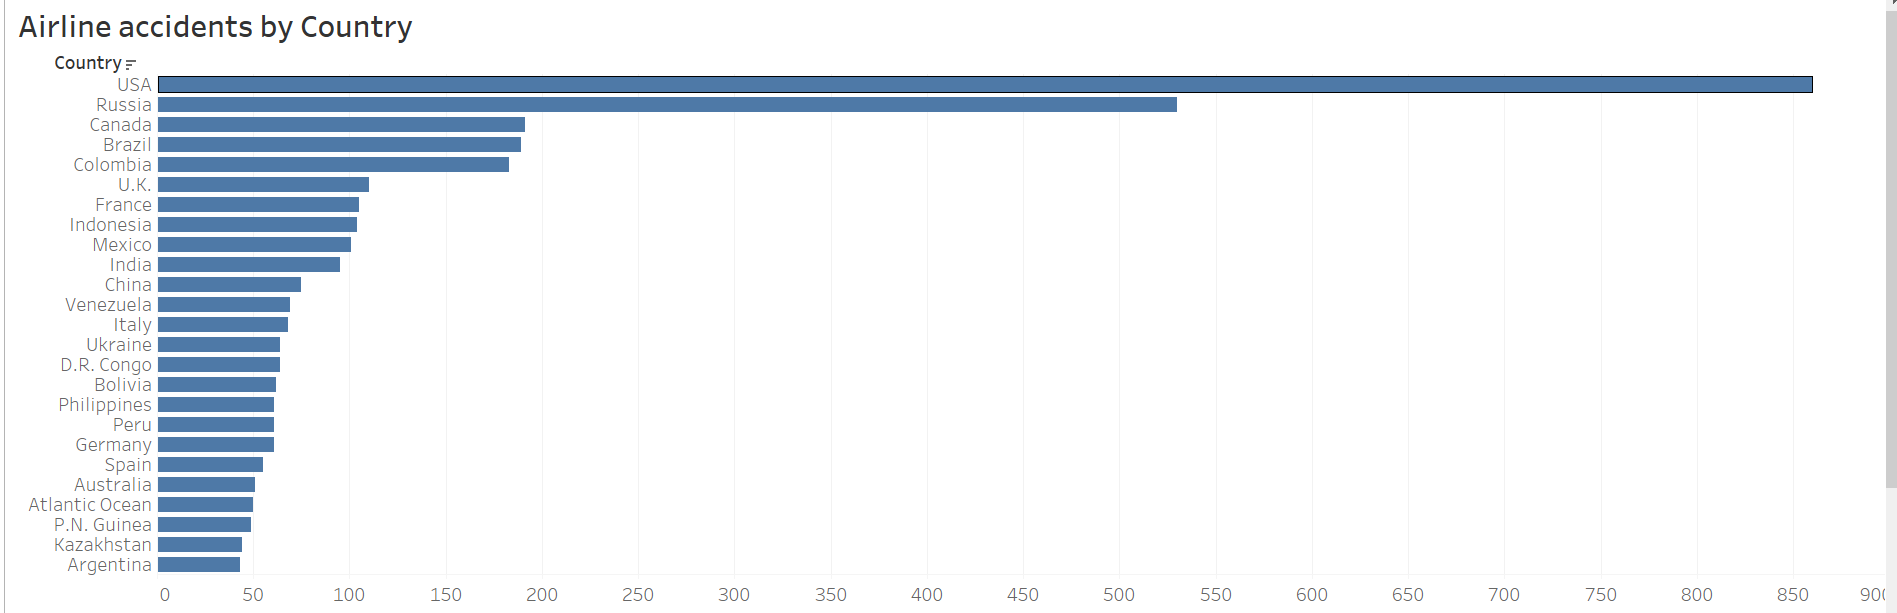 Airline accidents by Country
Country
USA
Russia
Canada
Brazil
Colombia
U.K.
France
Indonesia
Mexico
India
China
Venezuela
Italy
Ukraine
D.R. Congo
Bolivia
Philippines
Peru
Germany
Spain
Australia
Atlantic Ocean
P.N. Guinea
Kazakhstan
Argentina
0 50 100 150 200 250 300 350 400 450 500 550 600 650 700 750 800 850 900